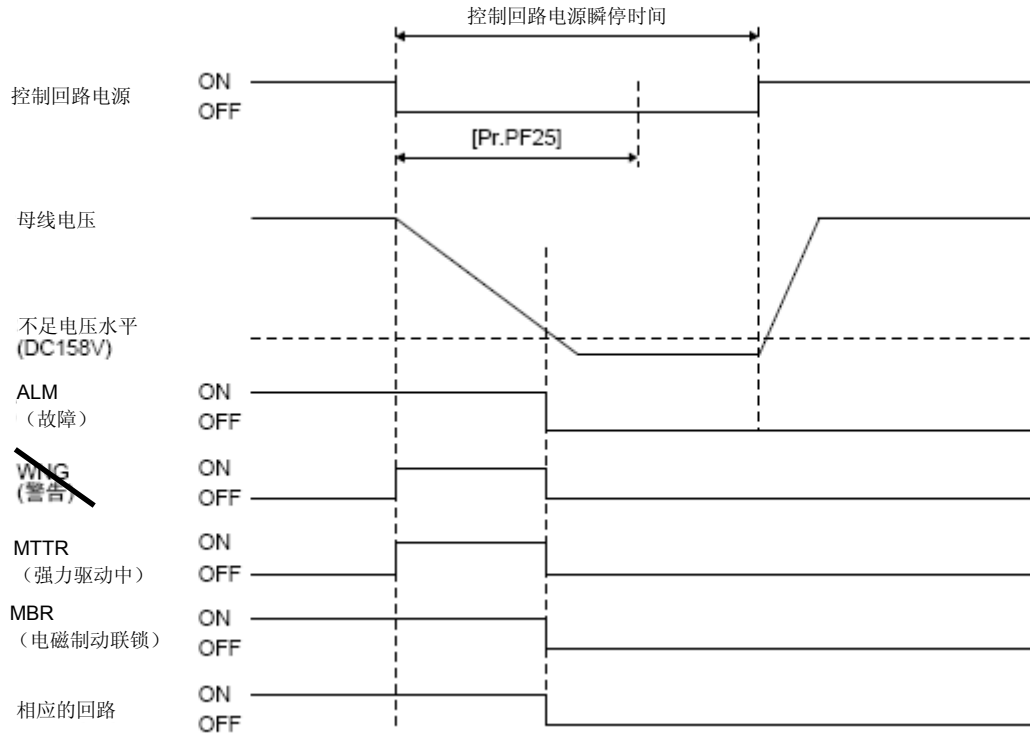 控制回路电源瞬停时间
控制回路电源
ON
OFF
[Pr.PF25]
母线电压
不足电压水平
(DC158V)
ALM
（故障）
ON
OFF
WNG
(警告)
ON
OFF
MTTR
（强力驱动中）
ON
OFF
MBR
（电磁制动联锁）
ON
OFF
相应的回路
ON
OFF